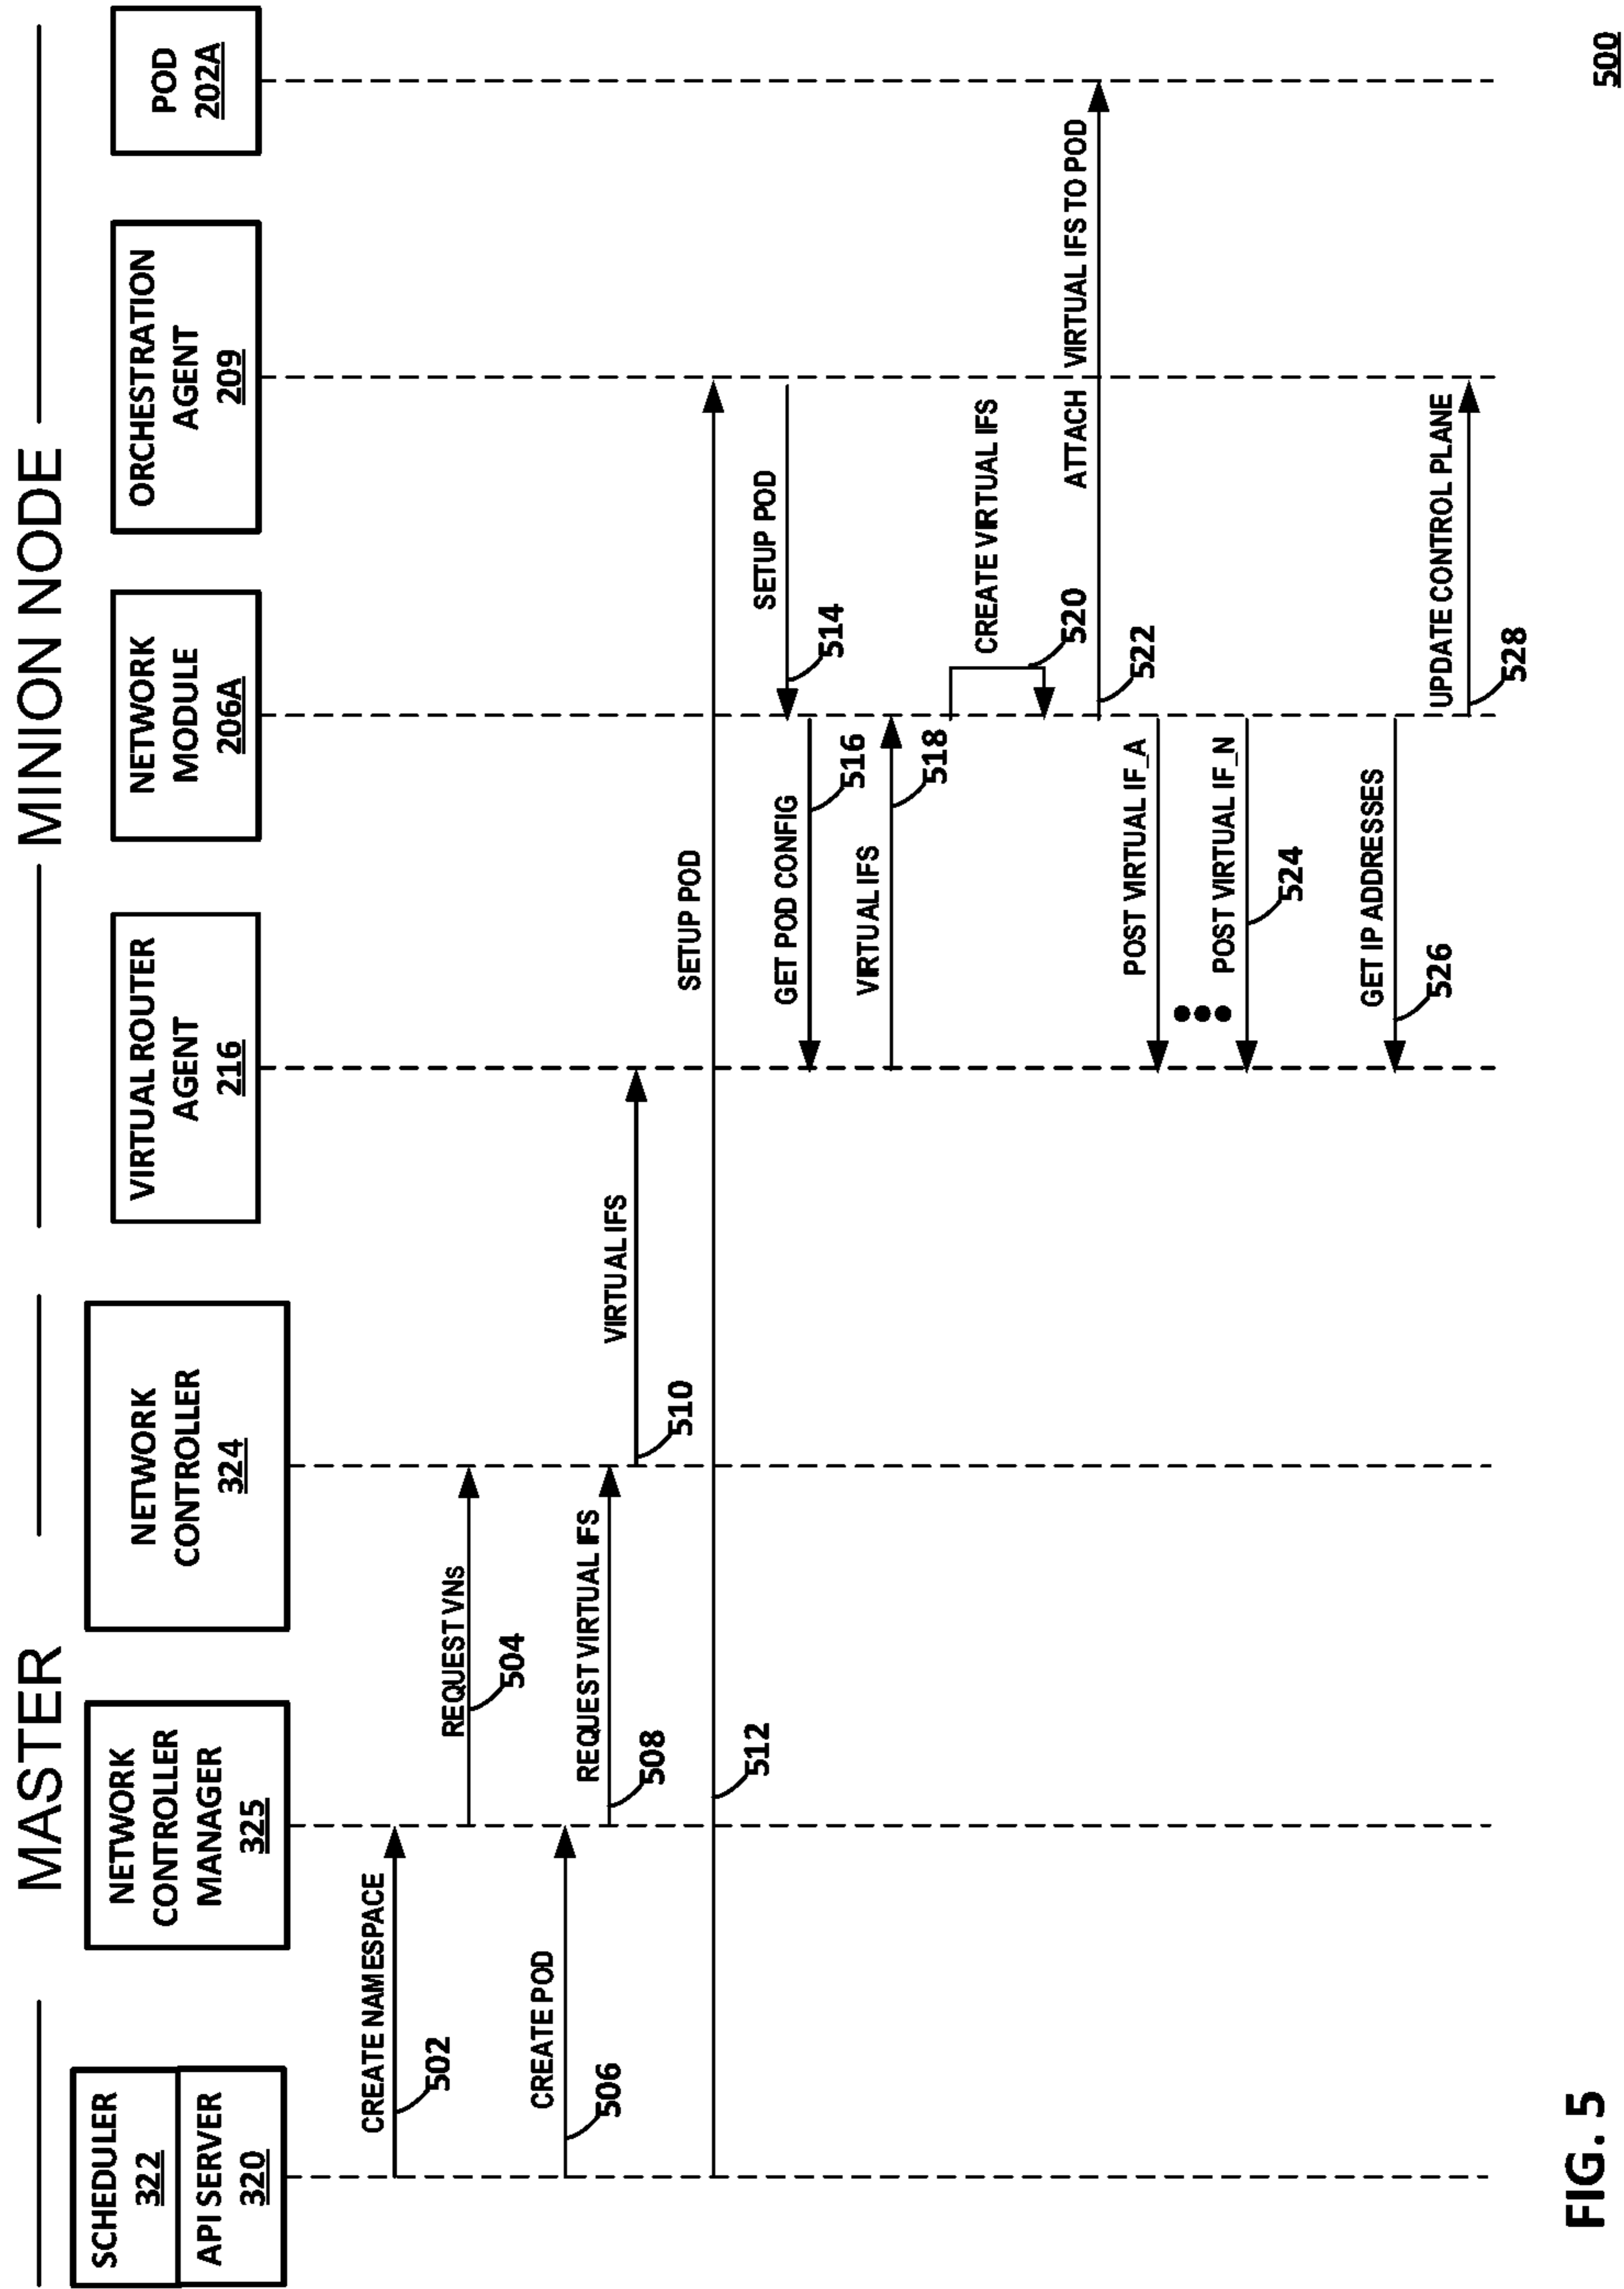 MASTER
MINION NODE
SCHEDULER
322
API SERVER
320
NETWORK
CONTROLLER
MANAGER
325
NETWORK
CONTROLLER
324
VIRTUAL ROUTER
AGENT
216
NETWORK
MODULE
206A
ORCHESTRATION
AGENT
209
POD
202A
CREATE NAMESPACE
502
REQUEST VNs
504
CREATE POD
506
REQUEST VIRTUAL IFS
508
VIRTUAL IFS
510
SETUP POD
512
SETUP POD
514
GET POD CONFIG
516
VIRTUAL IFS
518
CREATE VIRTUAL IFS
520
ATTACH VIRTUAL IFS TO POD
522
POST VIRTUAL IF_A
POST VIRTUAL IF_N
524
GET IP ADDRESSES
526
UPDATE CONTROL PLANE
528
FIG. 5
500